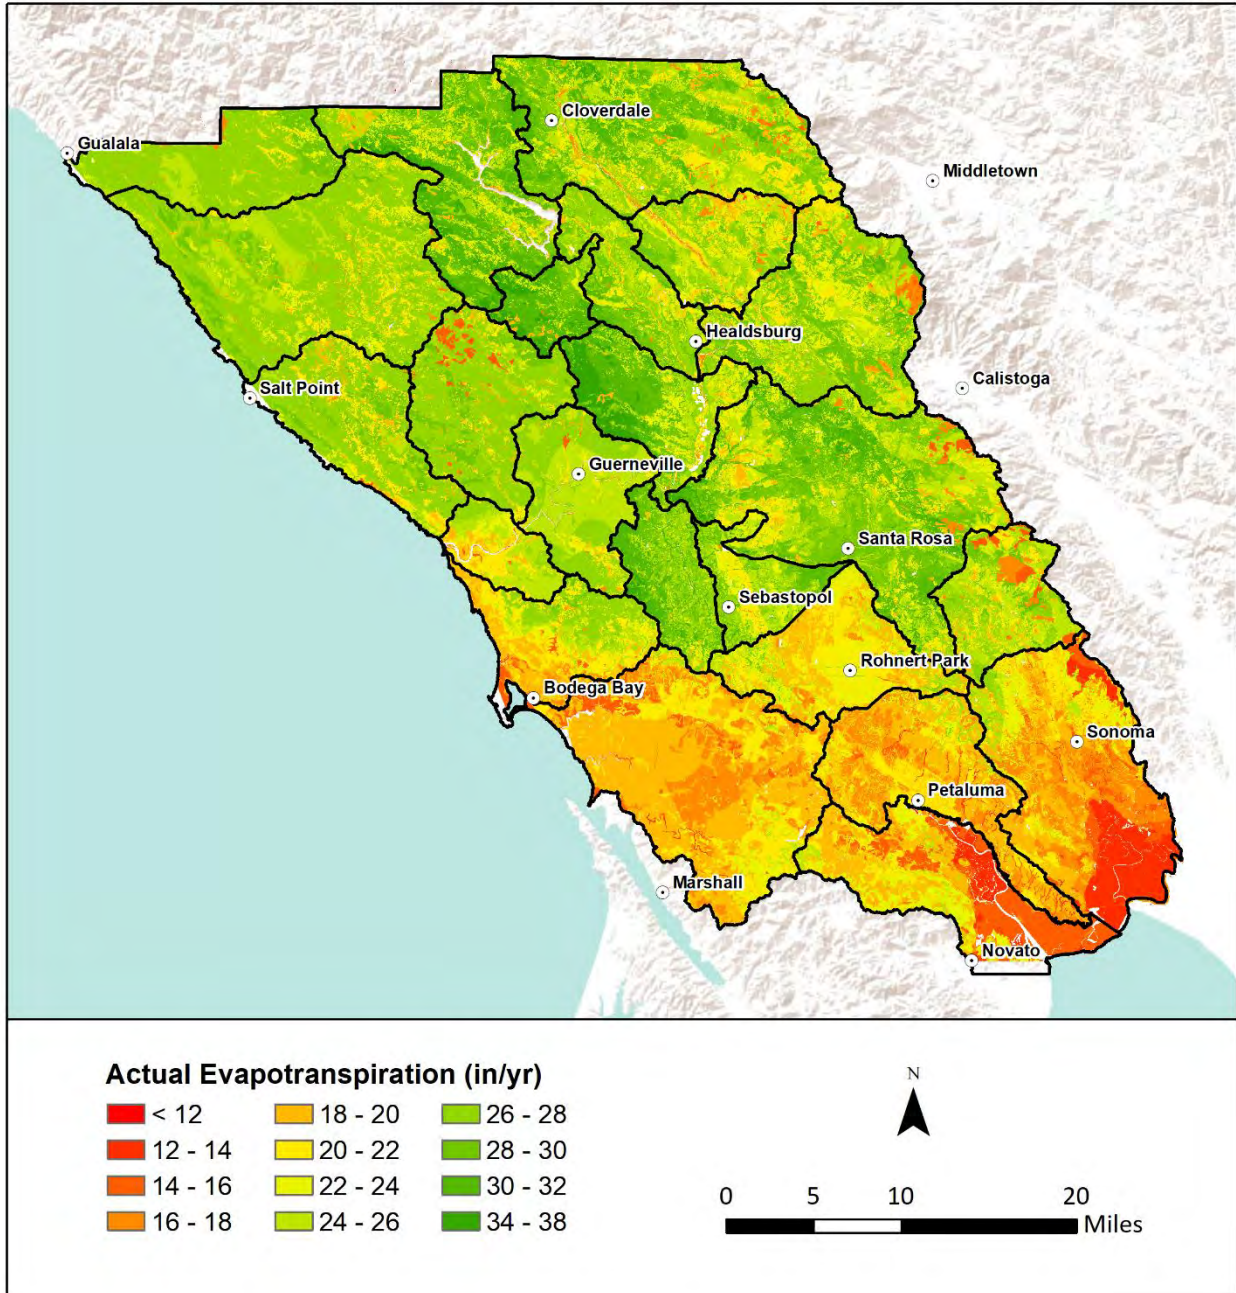 Cloverdale
Gualala
Middletown
Healdsburg
Calistoga
Salt Point
Guerneville
Santa Rosa
Sebastopol
Rohnert Park
Bodega Bay
Sonoma
Petaluma
Marshall
Novato
Actual Evapotranspiration (in/yr)
< 12
12 - 14
14 - 16
16 - 18
18 - 20
20 - 22
22 - 24
24 - 26
26 - 28
28 - 30
30 - 32
34 - 38
N
0 5 10 20
Miles